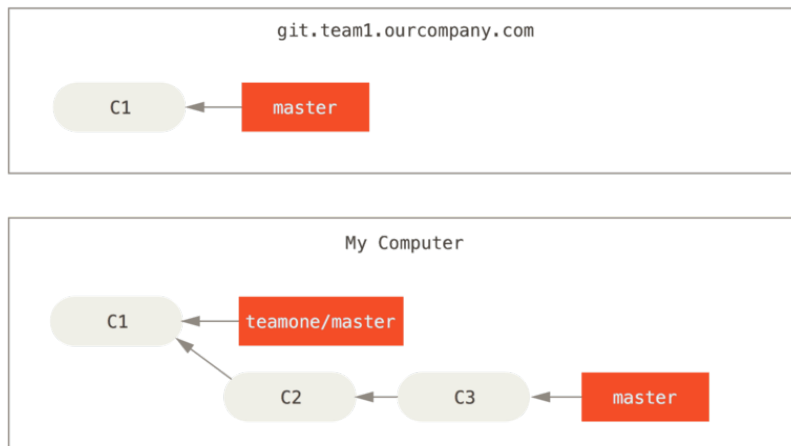 git.team1.ourcompany.com
C1
master
My Computer
C1
teamone/master
C2
C3
master